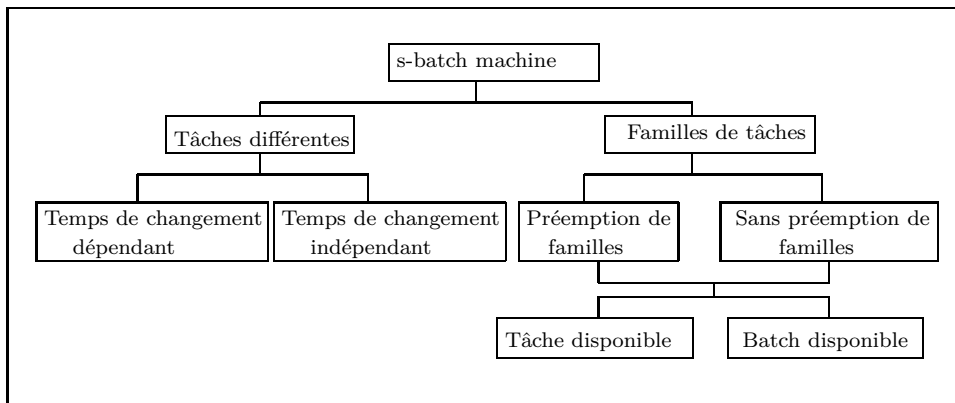 s-batch machine
Tâches différentes
Familles de tâches
Temps de changement
dépendant
Temps de changement
indépendant
Préemption de
familles
Sans préemption de
familles
Tâche disponible
Batch disponible